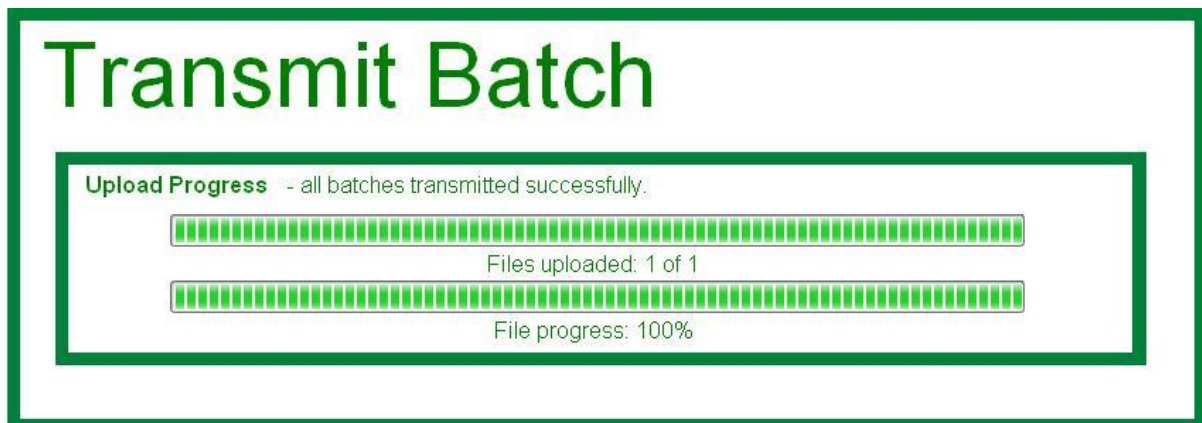 Transmit Batch
Upload Progress - all batches transmitted successfully.
Files uploaded: 1 of 1
File progress: 100%